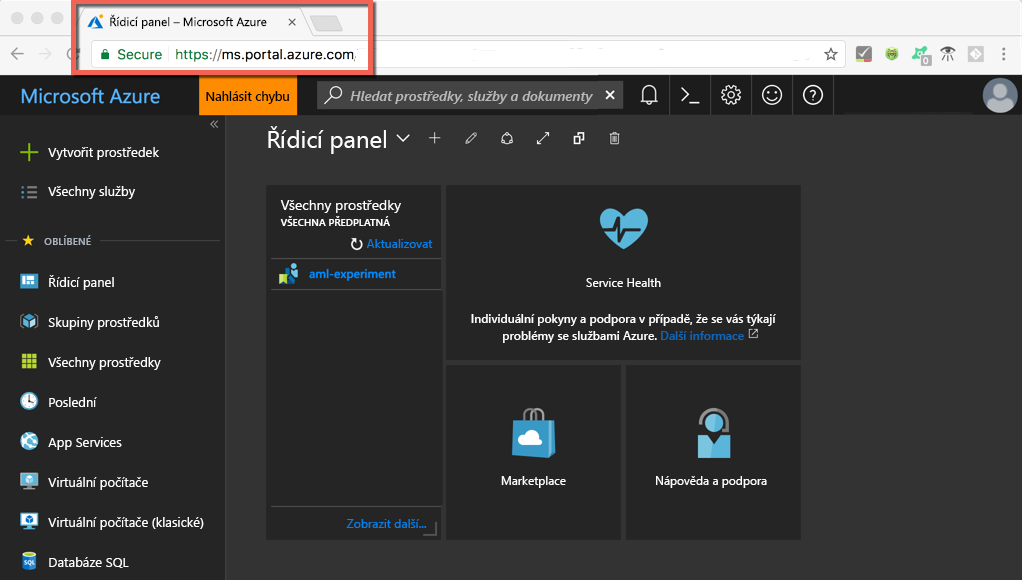 Řídicí panel – Microsoft Azure
Secure https://ms.portal.azure.com
Microsoft Azure
Nahlásit chybu
Hledat prostředky, služby a dokumenty
Vytvořit prostředek
Všechny služby
OBLÍBENÉ
Řídicí panel
Skupiny prostředků
Všechny prostředky
Poslední
App Services
Virtuální počítače
Virtuální počítače (klasické)
Databáze SQL
Řídicí panel
Všechny prostředky
VŠECHNA PŘEDPLATNÁ
Aktualizovat
aml-experiment
Zobrazit další...
Service Health
Individuální pokyny a podpora v případě, že se vás týkají
problémy se službami Azure. Další informace
Marketplace
Nápověda a podpora
0
SQL